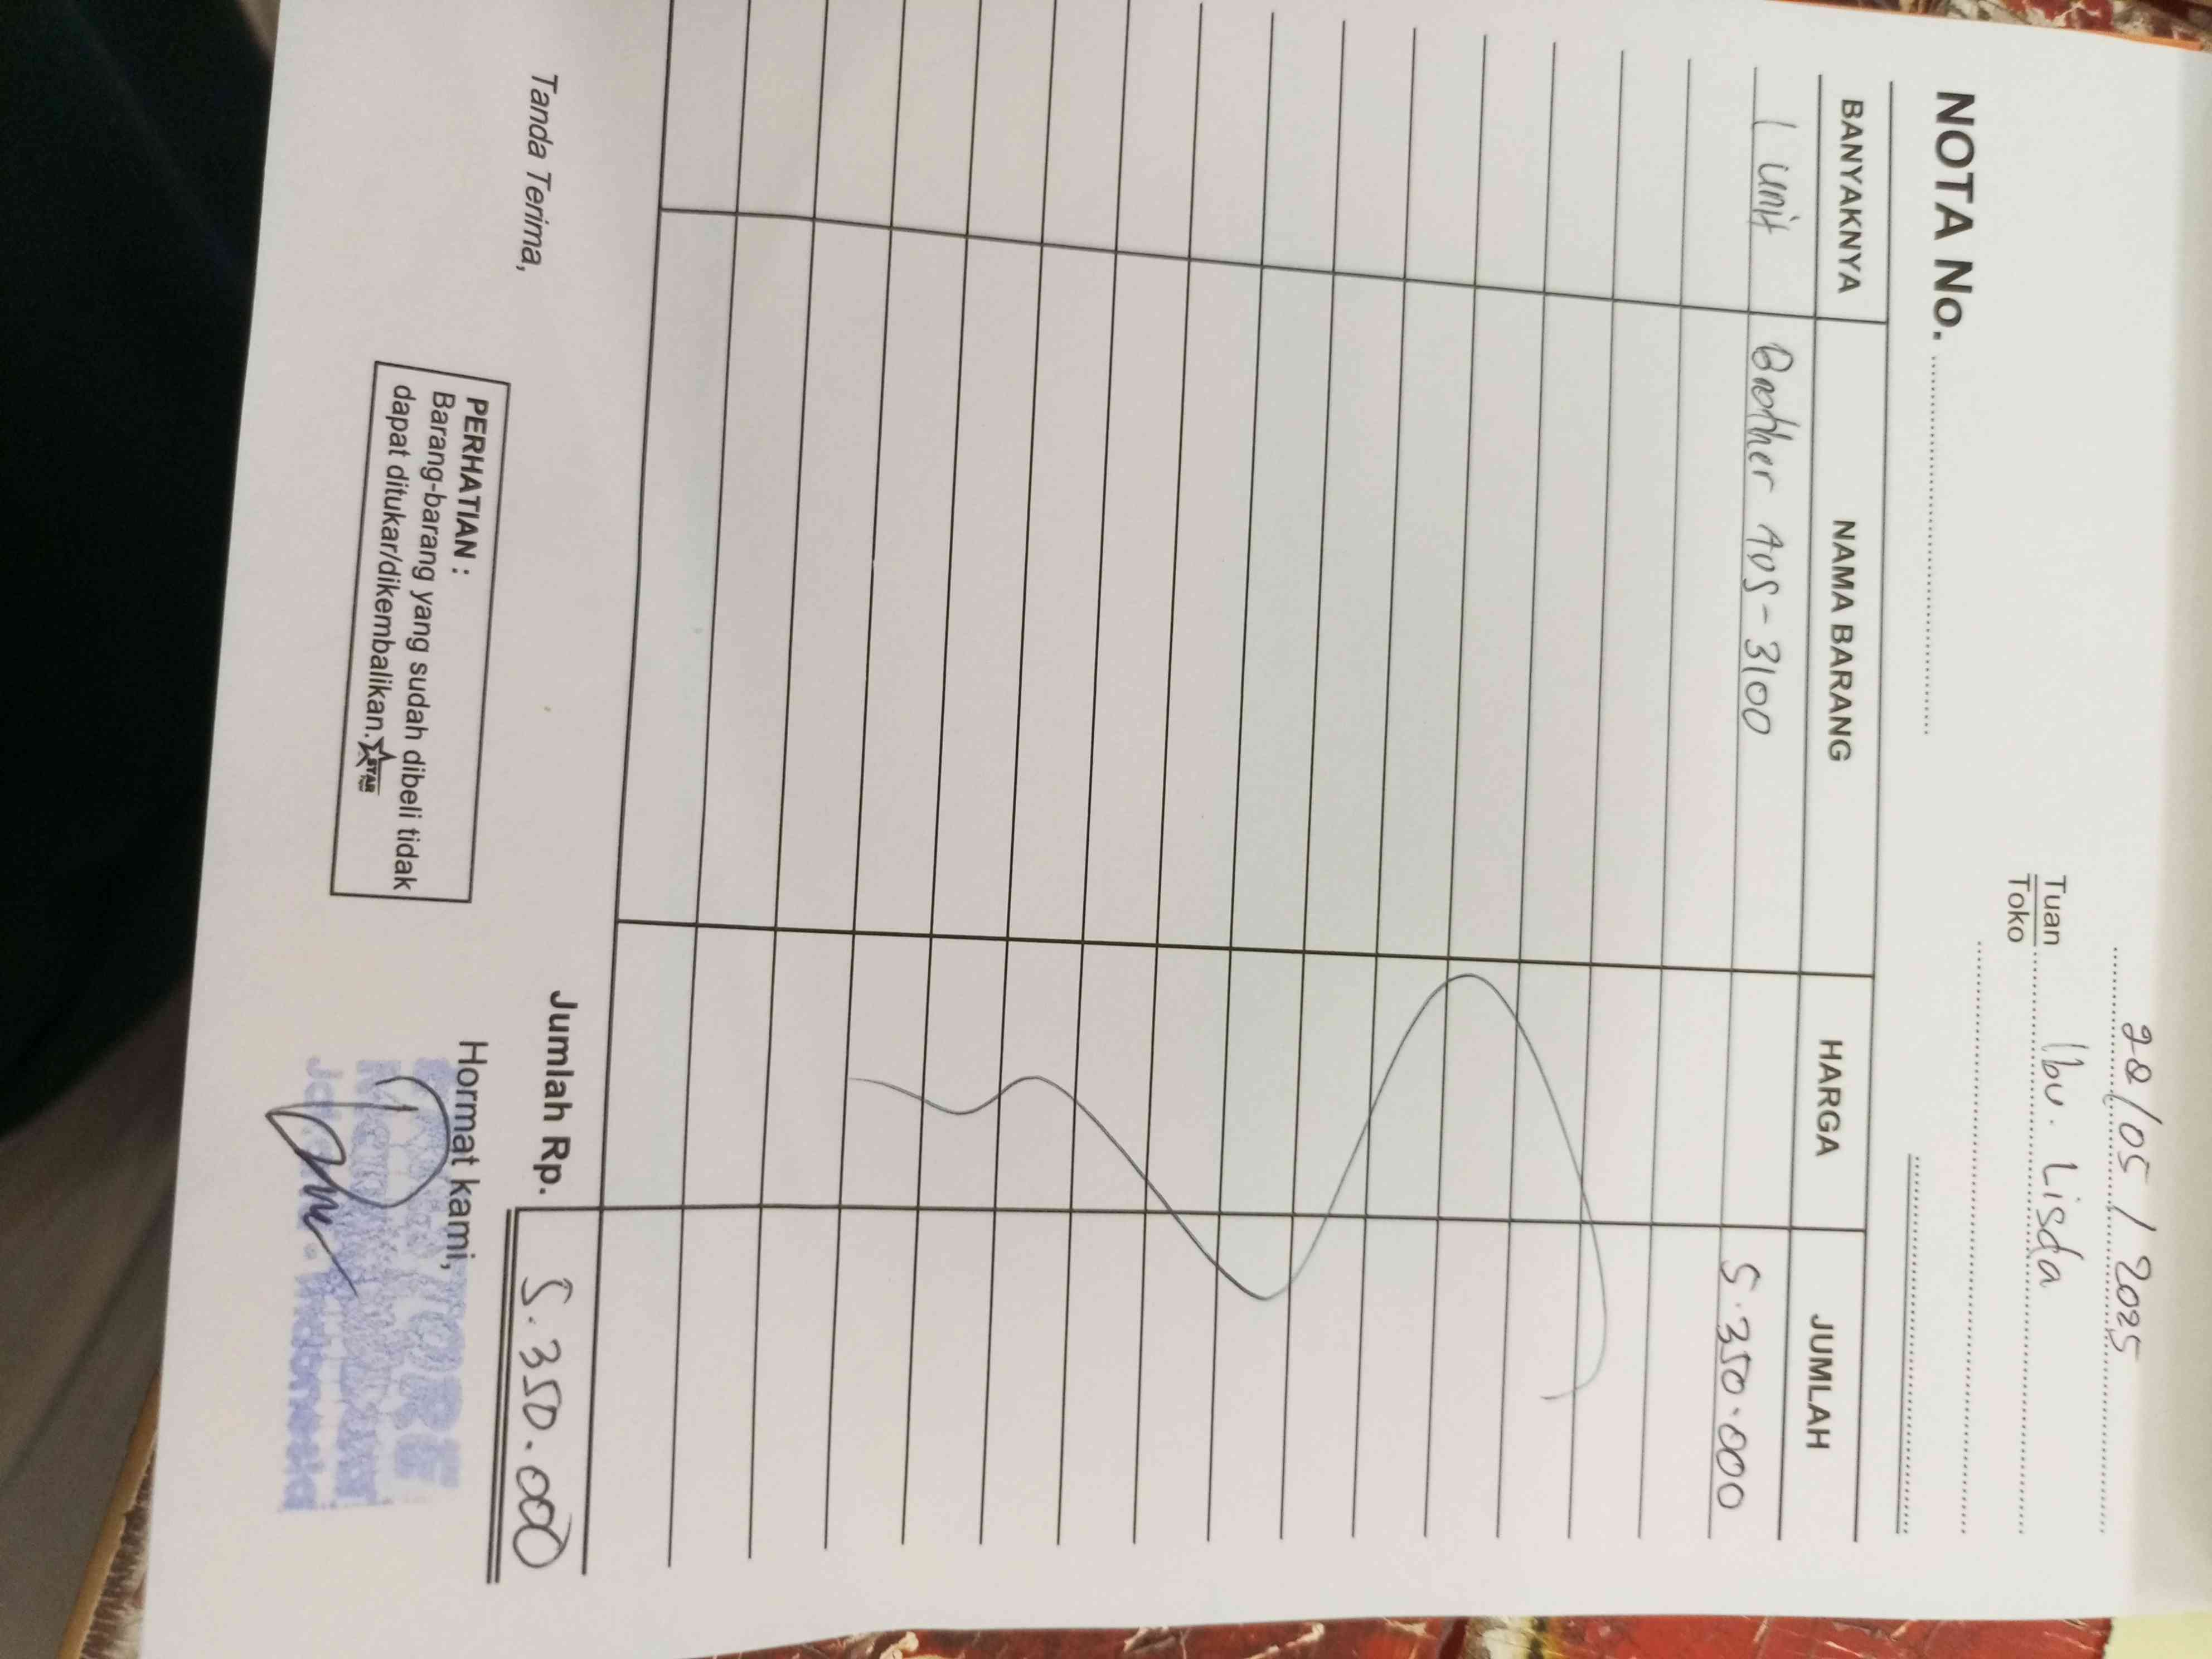 28/05/2025
Tuan Ibu. Lisda
Toko
NOTA No.
BANYAKNYA NAMA BARANG HARGA JUMLAH
1 unit Brother ADS-3100 5.350.000
Jumlah Rp. 5.350.000
Tanda Terima,
Hormat kami,
PERHATIAN :
Barang-barang yang sudah dibeli tidak
dapat ditukar/dikembalikan.
STAR